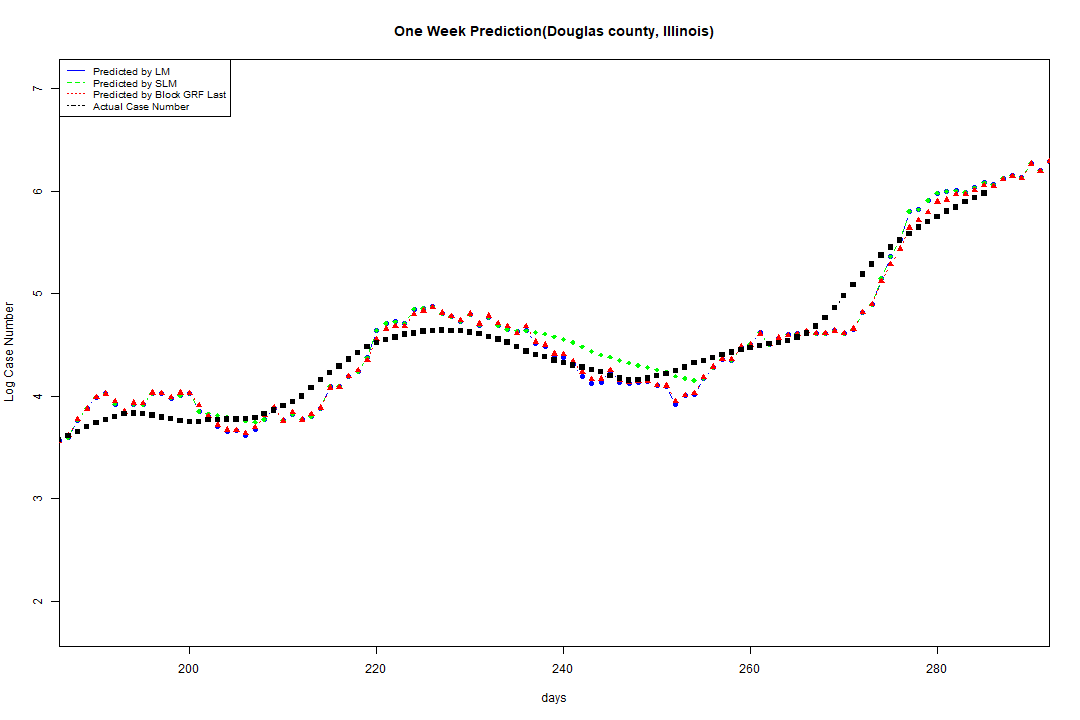 One Week Prediction(Douglas county, Illinois)
Predicted by LM
Predicted by SLM
Predicted by Block GRF Last
Actual Case Number
7
6
5
4
3
2
Log Case Number
200 220 240 260 280
days